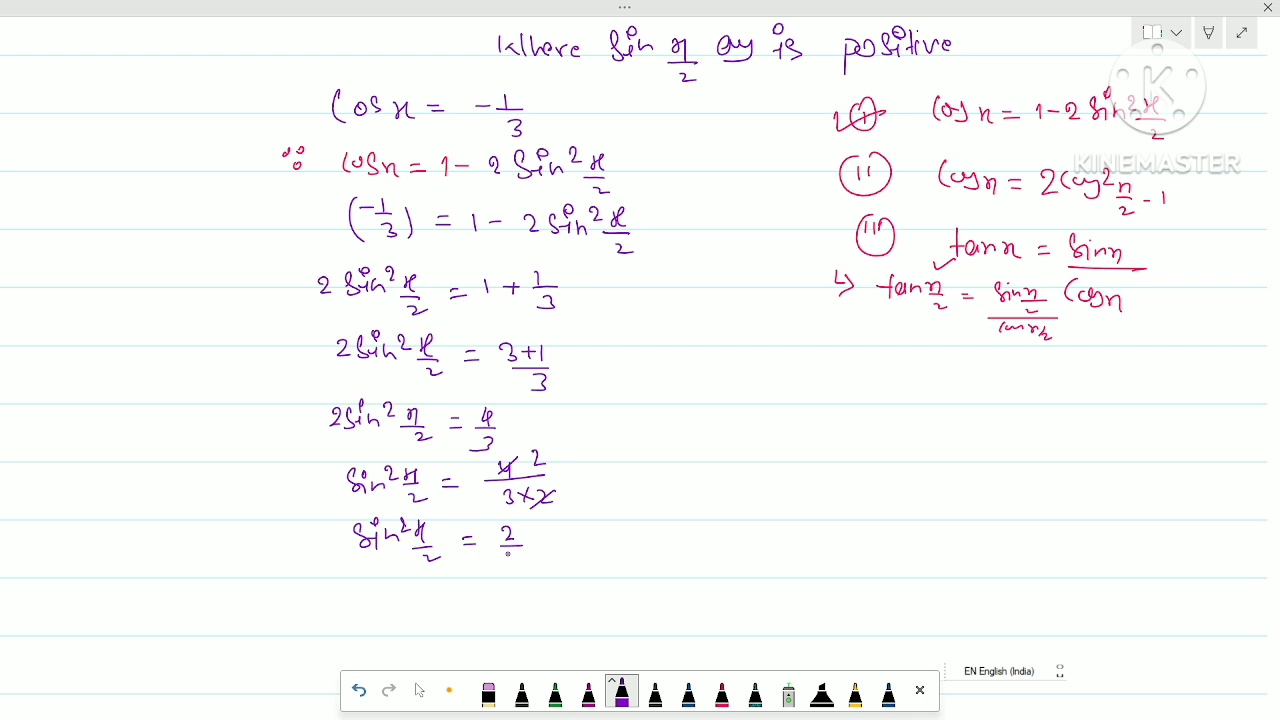 Where sin x/2 is positive
Cos x = -1/3
∵ cos x = 1 - 2 sin² x/2
(-1/3) = 1 - 2 sin² x/2
2 sin² x/2 = 1 + 1/3
2 sin² x/2 = 3+1/3
2 sin² x/2 = 4/3
sin² x/2 = 4 2/3×2
sin² x/2 = 2/
(i) Cos x = 1 - 2 sin² x/2
KINEMASTER
(ii) Cos x = 2 cos² x/2 - 1
(iii) tan x = sin x/cos x
↳ tan x/2 = sin x/2/cos x/2
EN English (India)